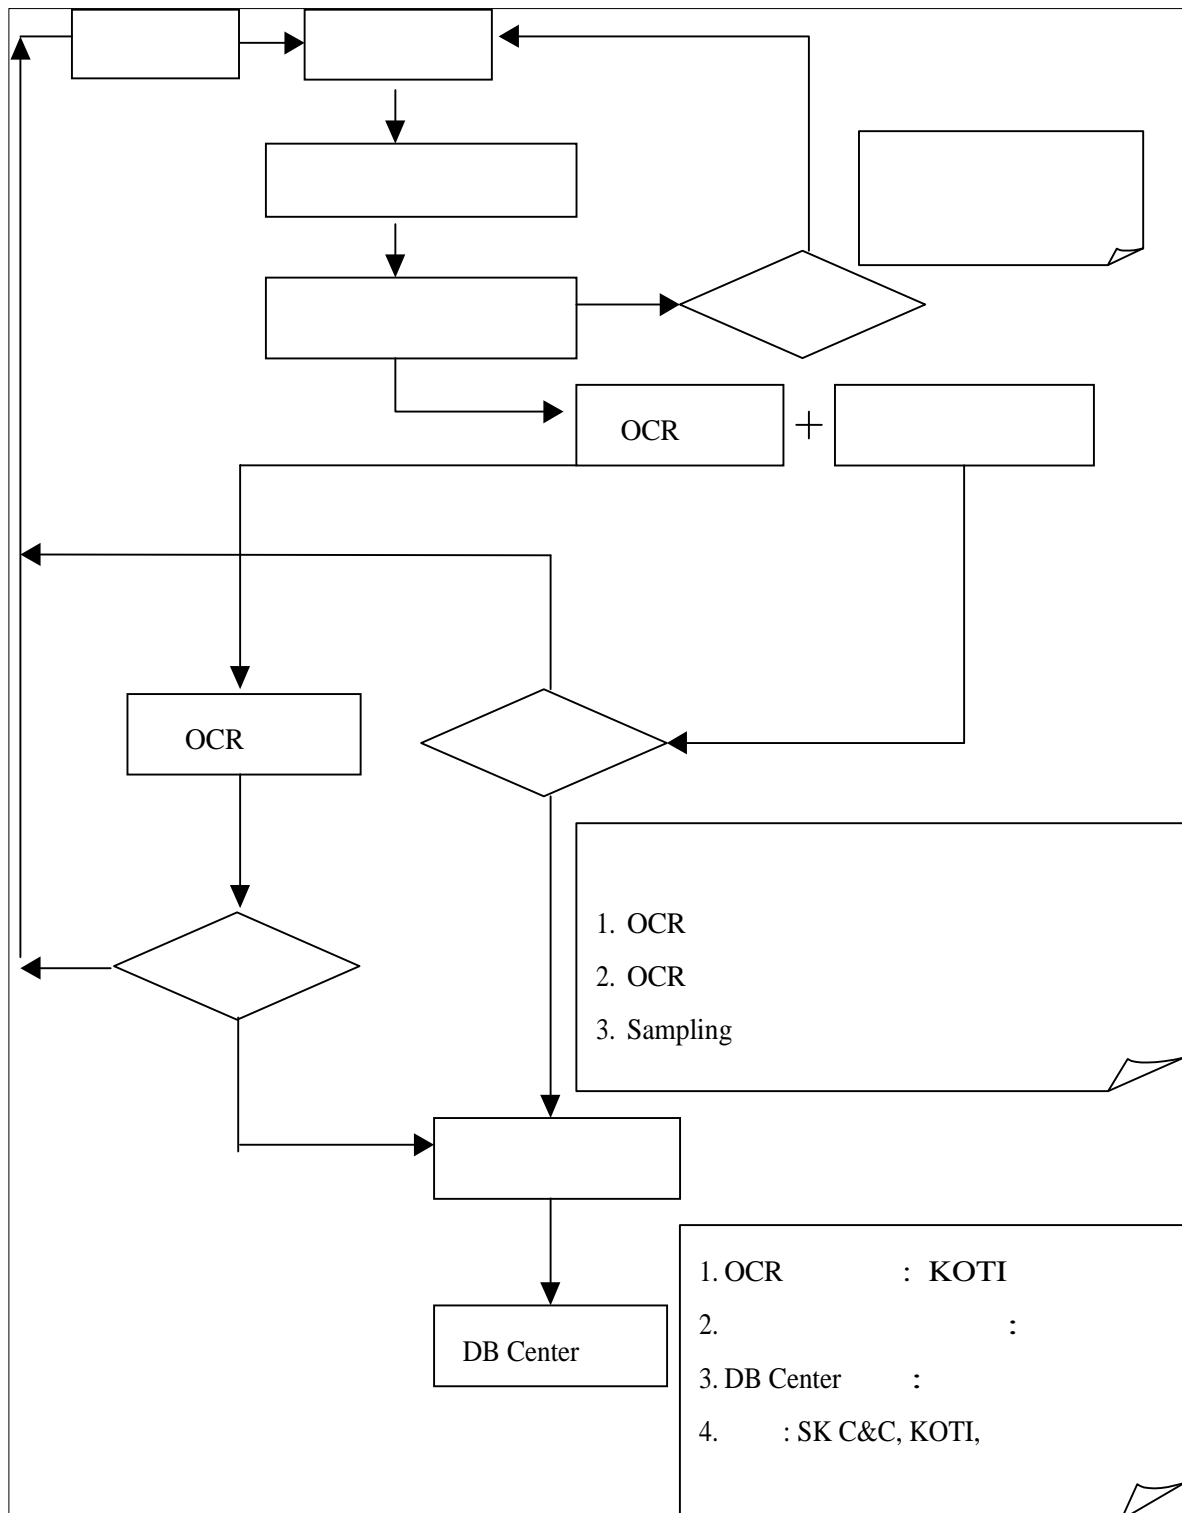 OCR
+
OCR
1. OCR
2. OCR
3. Sampling
1. OCR : KOTI
2. :
3. DB Center :
4. : SK C&C, KOTI,
DB Center